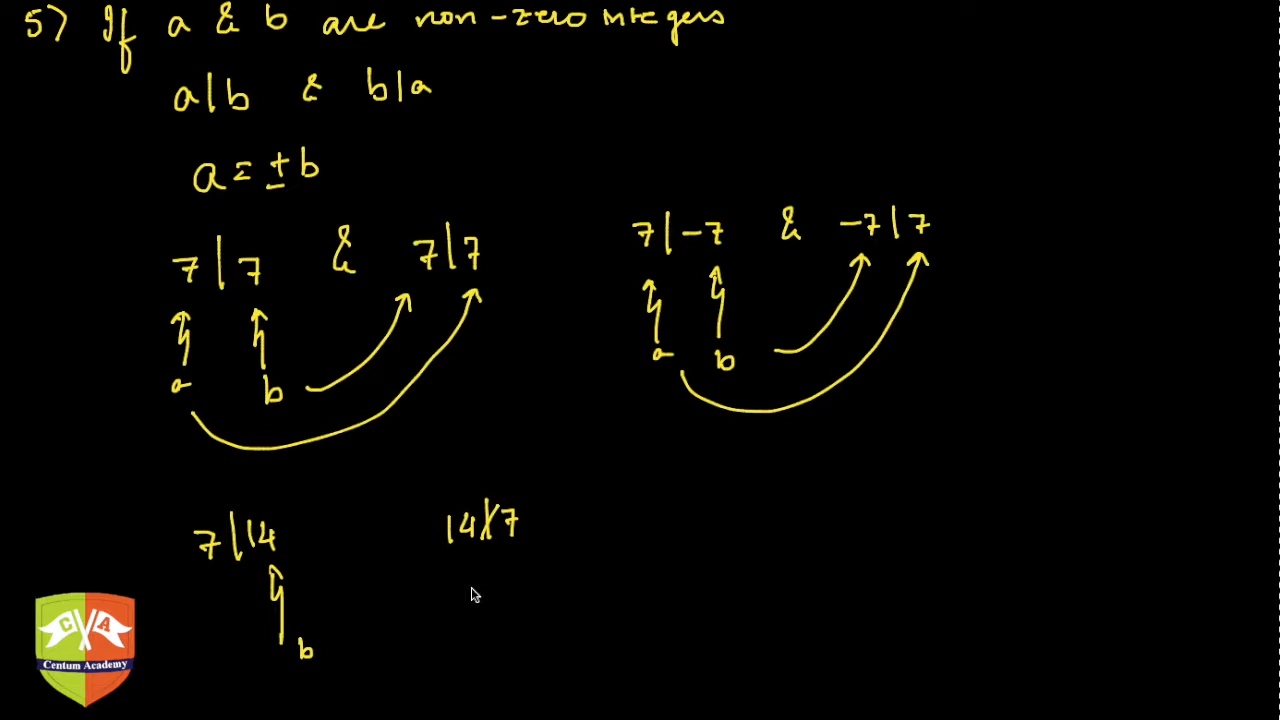 5) If a & b are non-zero integers
a|b & b|a
a = ± b
7|7 & 7|7
a b
7|-7 & -7|7
a b
7|14 14∤7
b
C A
Centum Academy